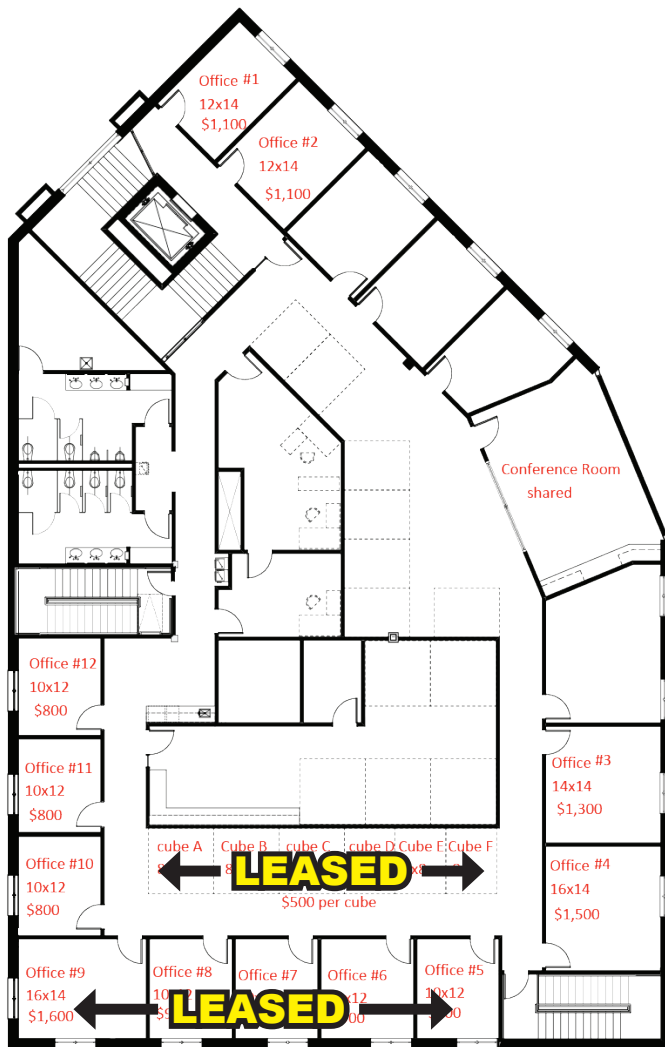 Office #1
12x14
$1,100
Office #2
12x14
$1,100
Conference Room
shared
Office #12
10x12
$800
Office #3
14x14
$1,300
Office #11
10x12
$800
cube A
Cube B
cube C
cube D
Cube E
Cube F
LEASED
$500 per cube
Office #10
10x12
$800
Office #4
16x14
$1,500
Office #9
16x14
$1,600
Office #8
Office #7
Office #6
Office #5
10x12
LEASED